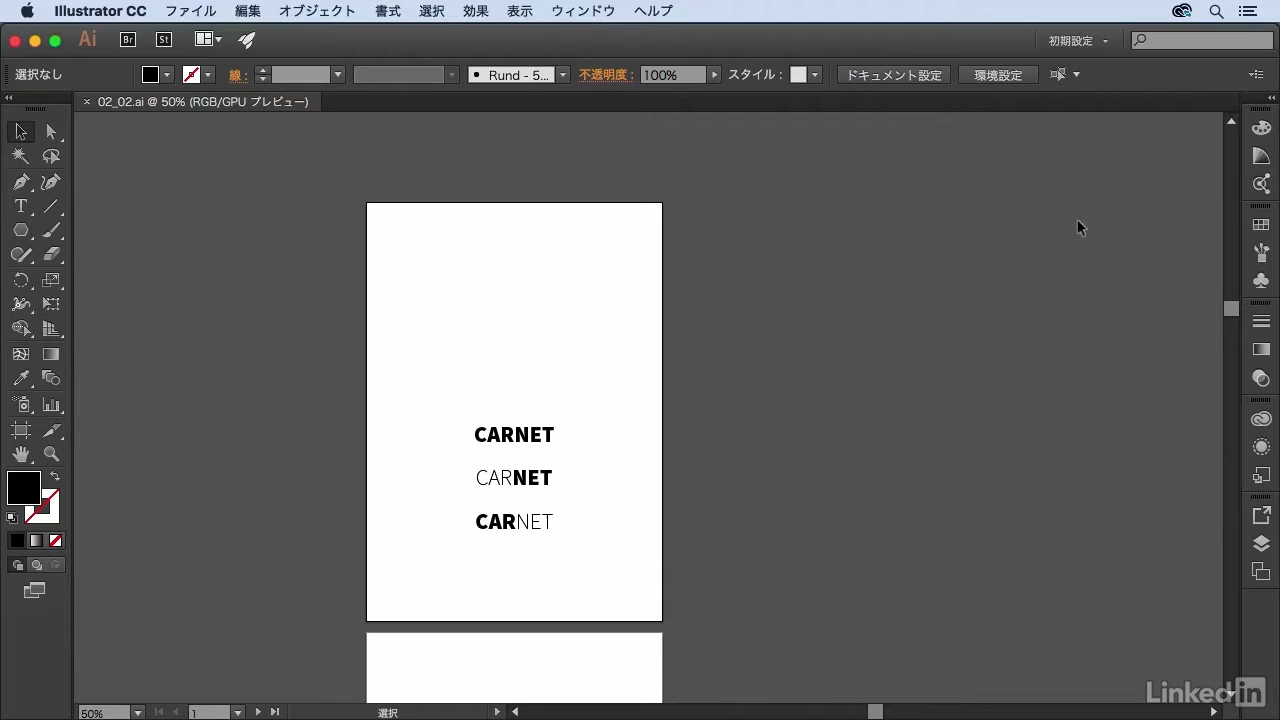 Illustrator CC ファイル 編集 オブジェクト 書式 選択 効果 表示 ウィンドウ ヘルプ
Ai Br St 初期設定
選択なし 線 : Rund - 5... 不透明度 : 100% スタイル : ドキュメント設定 環境設定
× 02_02.ai @ 50% (RGB/GPU プレビュー)
CARNET
CARNET
CARNET
LinkedIn
50% 1 選択